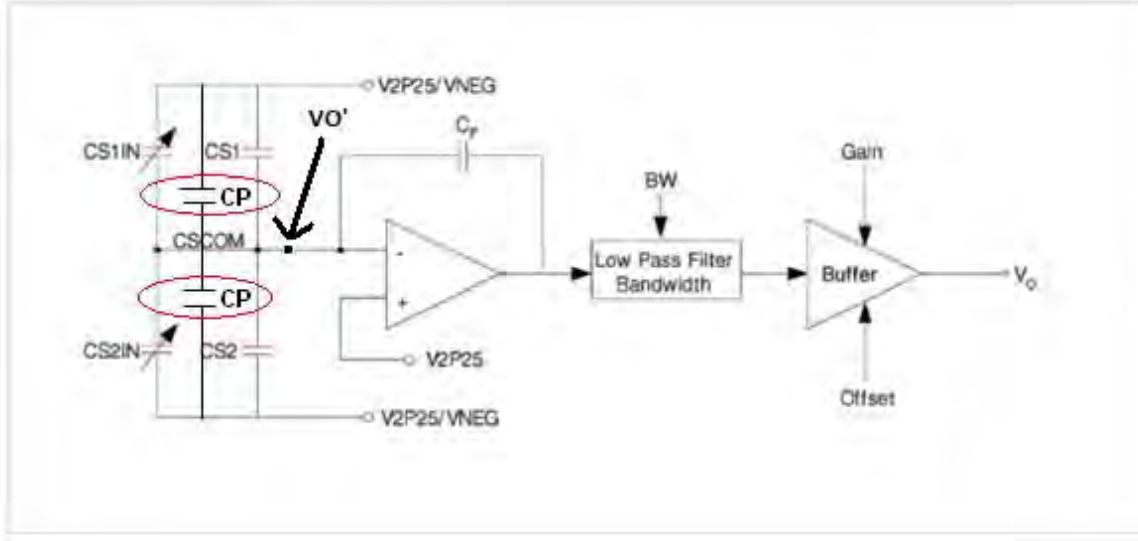 V2P25/VNEG
VO'
CF
CS1IN
CS1
Gain
CP
BW
CSCOM
-
Low Pass Filter
Bandwidth
Buffer
VO
CP
+
CS2IN
CS2
V2P25
Offset
V2P25/VNEG